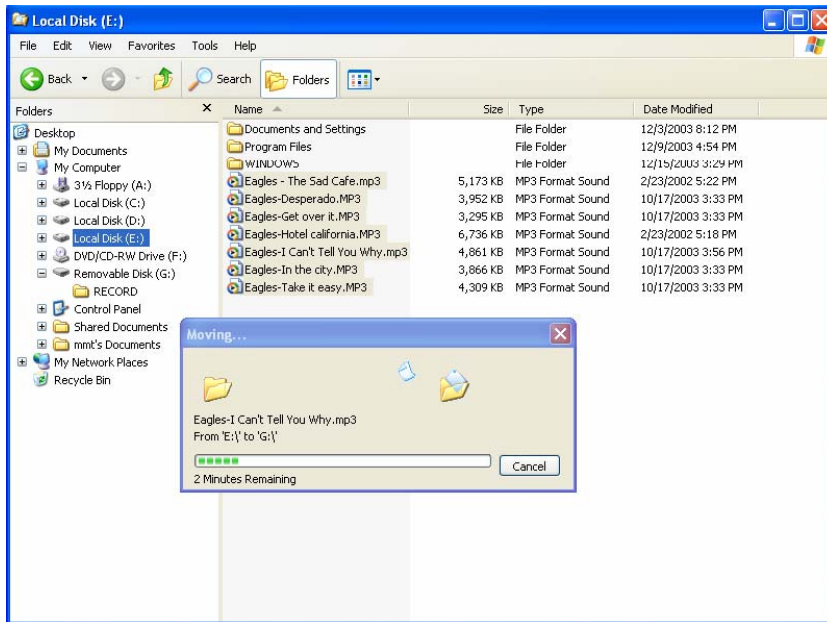 Local Disk (E:)
File Edit View Favorites Tools Help
Back Search Folders
Folders
Desktop
My Documents
My Computer
3½ Floppy (A:)
Local Disk (C:)
Local Disk (D:)
Local Disk (E:)
DVD/CD-RW Drive (F:)
Removable Disk (G:)
RECORD
Control Panel
Shared Documents
mmt's Documents
My Network Places
Recycle Bin
Name Size Type Date Modified
Documents and Settings File Folder 12/3/2003 8:12 PM
Program Files File Folder 12/9/2003 4:54 PM
WINDOWS File Folder 12/15/2003 3:29 PM
Eagles - The Sad Cafe.mp3 5,173 KB MP3 Format Sound 2/23/2002 5:22 PM
Eagles-Desperado.MP3 3,952 KB MP3 Format Sound 10/17/2003 3:33 PM
Eagles-Get over it.MP3 3,295 KB MP3 Format Sound 10/17/2003 3:33 PM
Eagles-Hotel california.MP3 6,736 KB MP3 Format Sound 2/23/2002 5:18 PM
Eagles-I Can't Tell You Why.mp3 4,861 KB MP3 Format Sound 10/17/2003 3:56 PM
Eagles-In the city.MP3 3,866 KB MP3 Format Sound 10/17/2003 3:33 PM
Eagles-Take it easy.MP3 4,309 KB MP3 Format Sound 10/17/2003 3:33 PM
Moving...
Eagles-I Can't Tell You Why.mp3
From 'E:\' to 'G:\'
Cancel
2 Minutes Remaining